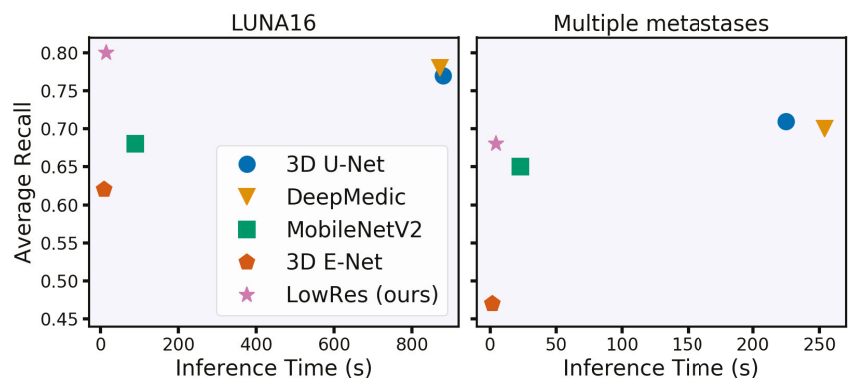 LUNA16
Multiple metastases
Average Recall
0.80
0.75
0.70
0.65
0.60
0.55
0.50
0.45
3D U-Net
DeepMedic
MobileNetV2
3D E-Net
LowRes (ours)
0 200 400 600 800
0 50 100 150 200 250
Inference Time (s)
Inference Time (s)